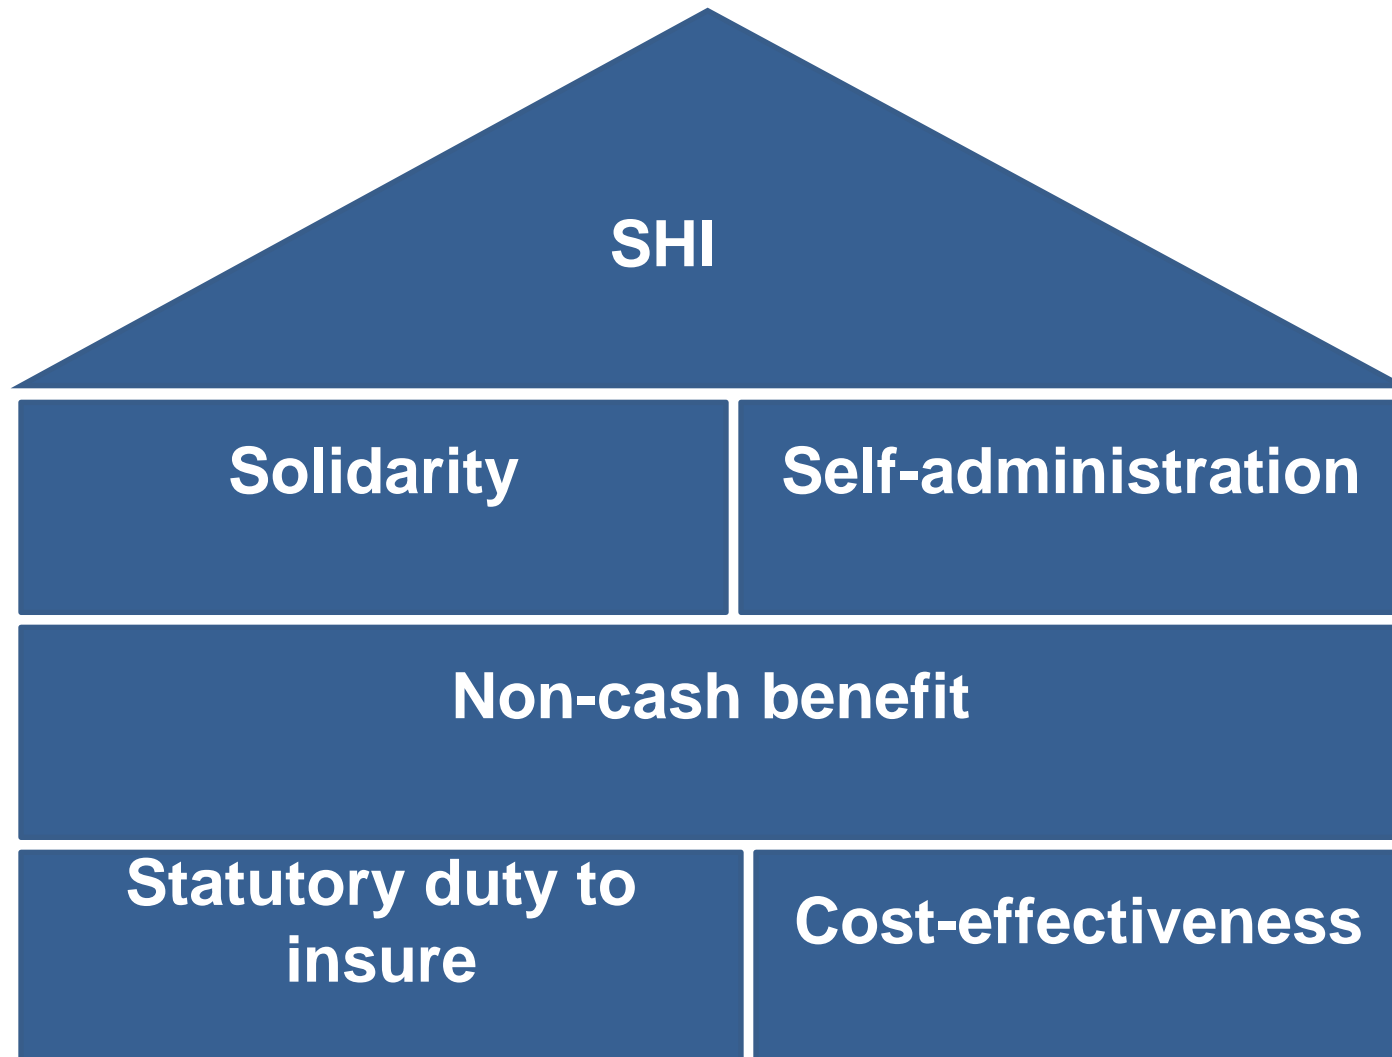 SHI
Solidarity
Self-administration
Non-cash benefit
Statutory duty to
insure
Cost-effectiveness